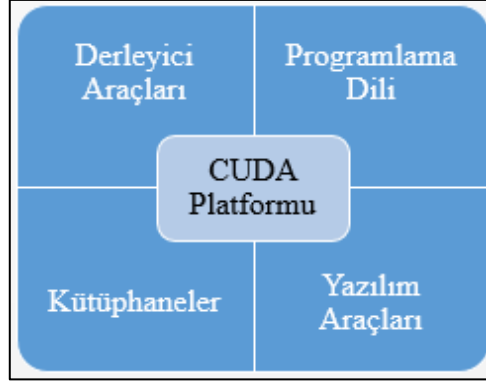 Derleyici
Araçları
Programlama
Dili
CUDA
Platformu
Kütüphaneler
Yazılım
Araçları